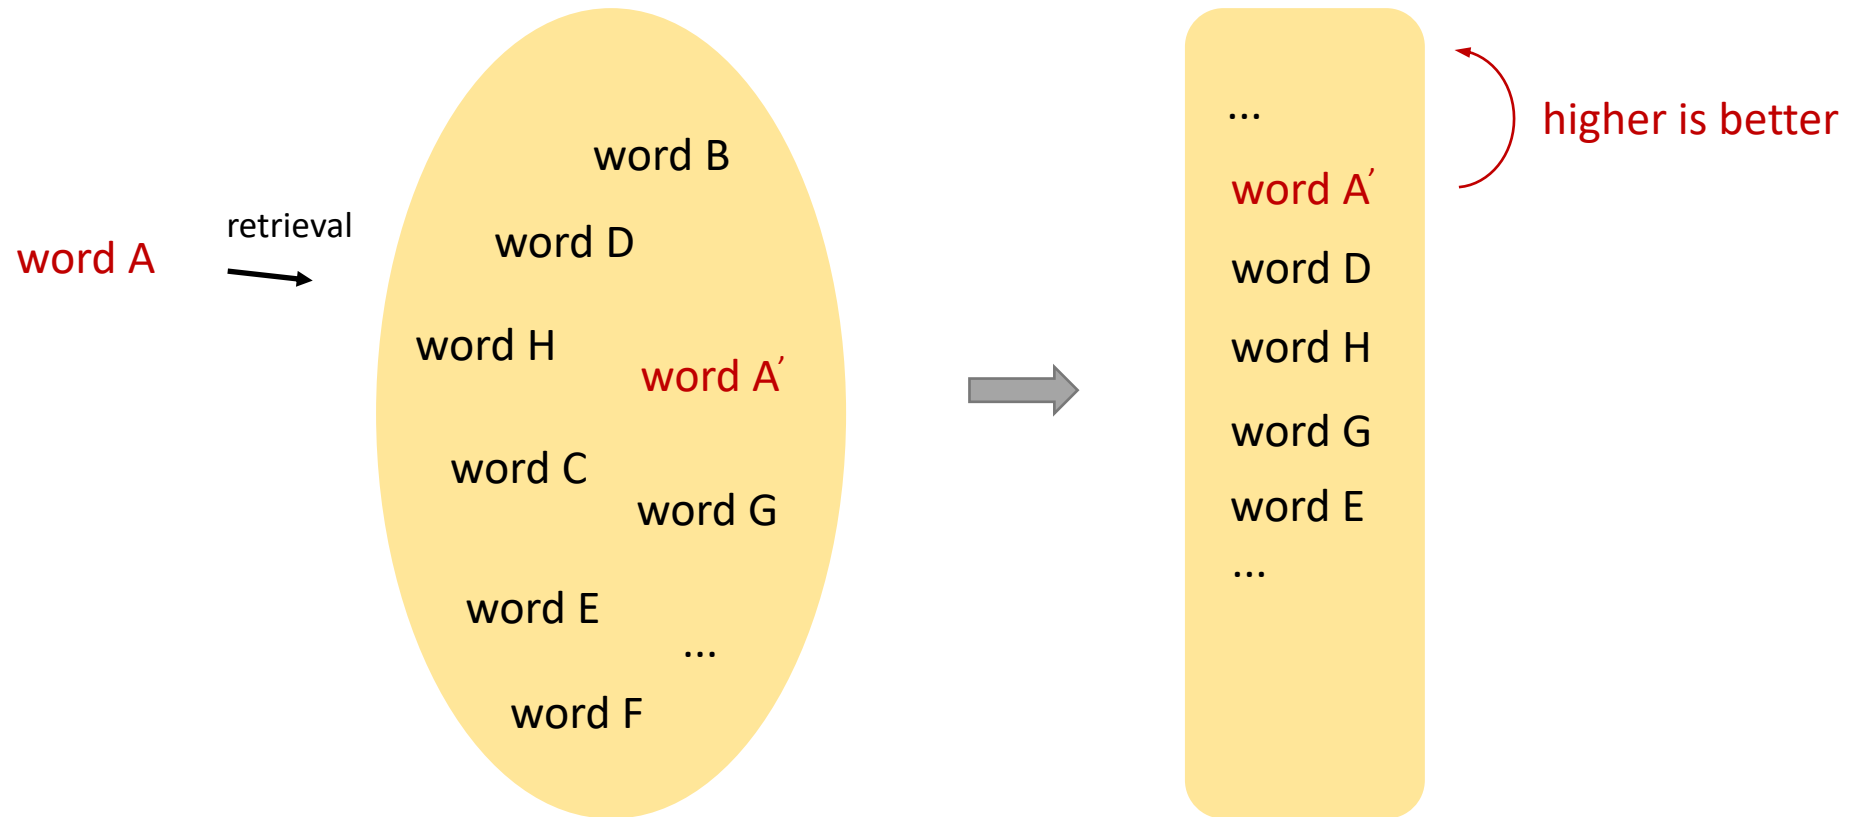 word A
retrieval
word B
word D
word H
word A’
word C
word G
word E
...
word F
...
word A’
word D
word H
word G
word E
...
higher is better